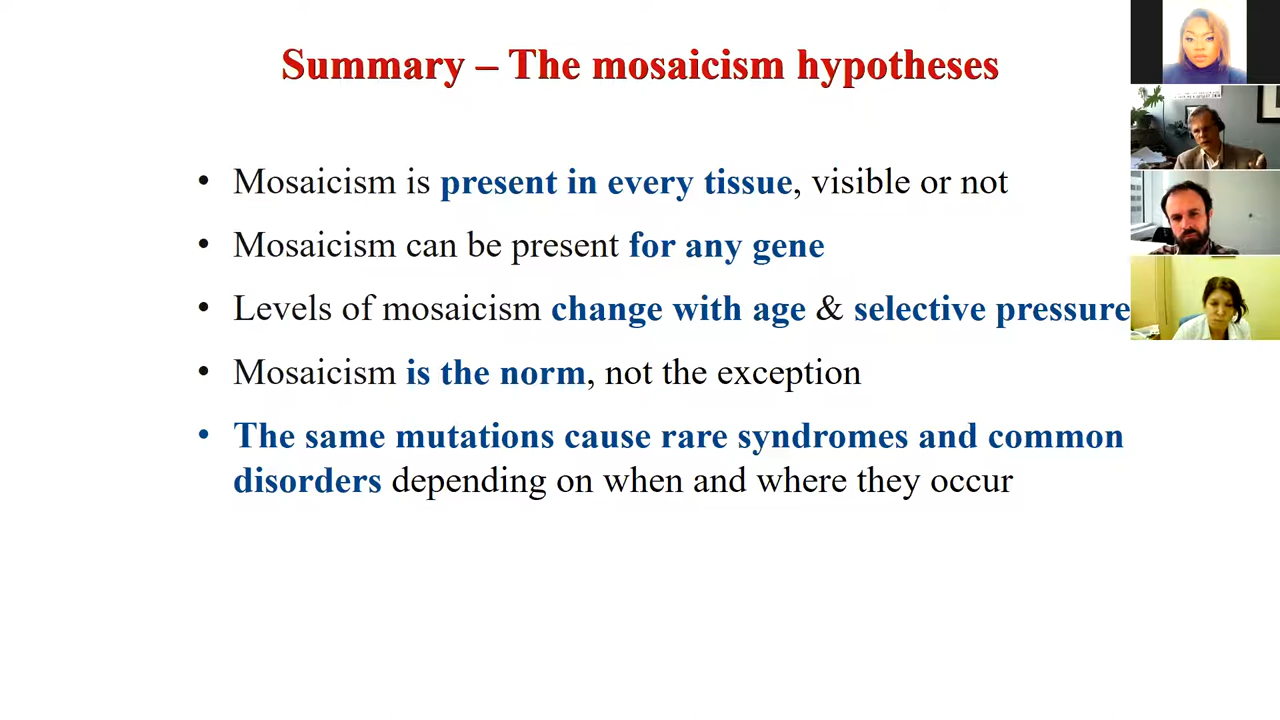 Summary – The mosaicism hypotheses
• Mosaicism is present in every tissue, visible or not
• Mosaicism can be present for any gene
• Levels of mosaicism change with age & selective pressure
• Mosaicism is the norm, not the exception
• The same mutations cause rare syndromes and common
disorders depending on when and where they occur